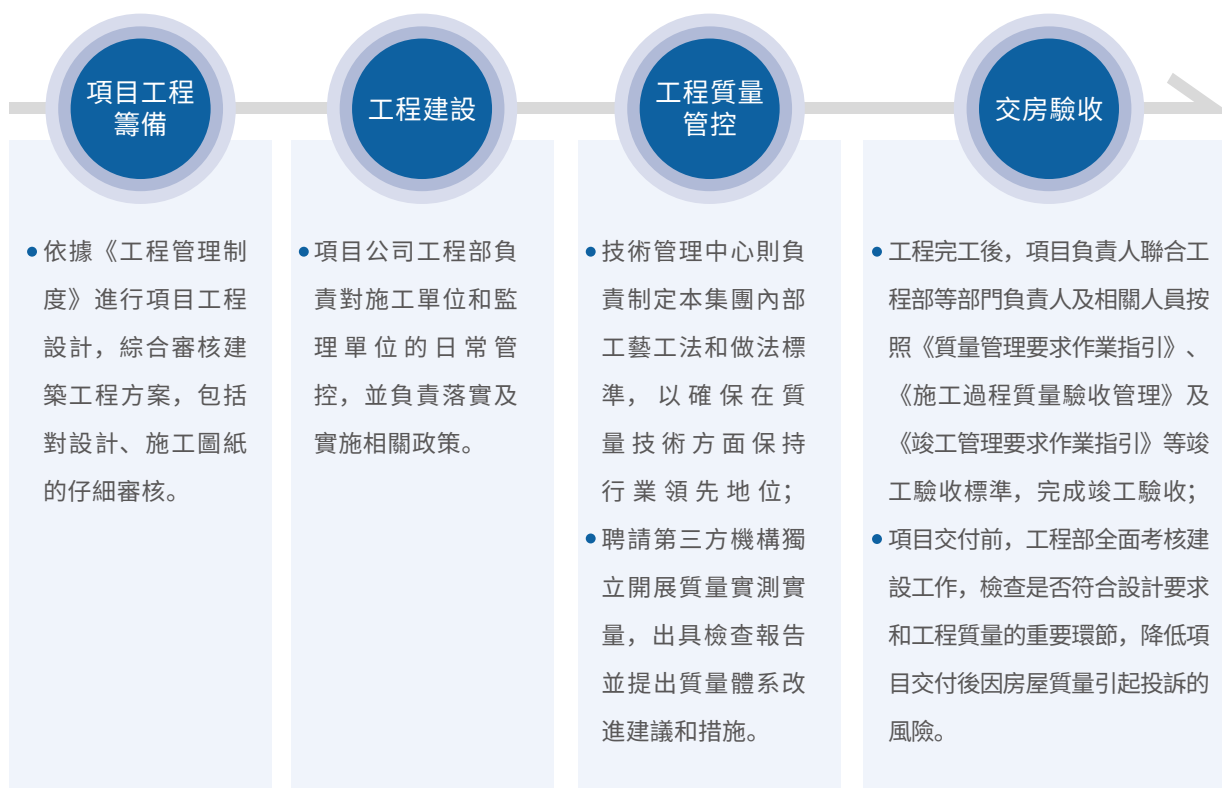 項目工程
籌備
工程建設
工程質量
管控
交房驗收
•依據《工程管理制
度》進行項目工程
設計，綜合審核建
築工程方案，包括
對設計、施工圖紙
的仔細審核。
•項目公司工程部負
責對施工單位和監
理單位的日常管
控，並負責落實及
實施相關政策。
•技術管理中心則負
責制定本集團內部
工藝工法和做法標
準，以確保在質
量技術方面保持
行業領先地位；
•聘請第三方機構獨
立開展質量實測實
量，出具檢查報告
並提出質量體系改
進建議和措施。
•工程完工後，項目負責人聯合工
程部等部門負責人及相關人員按
照《質量管理要求作業指引》、
《施工過程質量驗收管理》及
《竣工管理要求作業指引》等竣
工驗收標準，完成竣工驗收；
•項目交付前，工程部全面考核建
設工作，檢查是否符合設計要求
和工程質量的重要環節，降低項
目交付後因房屋質量引起投訴的
風險。